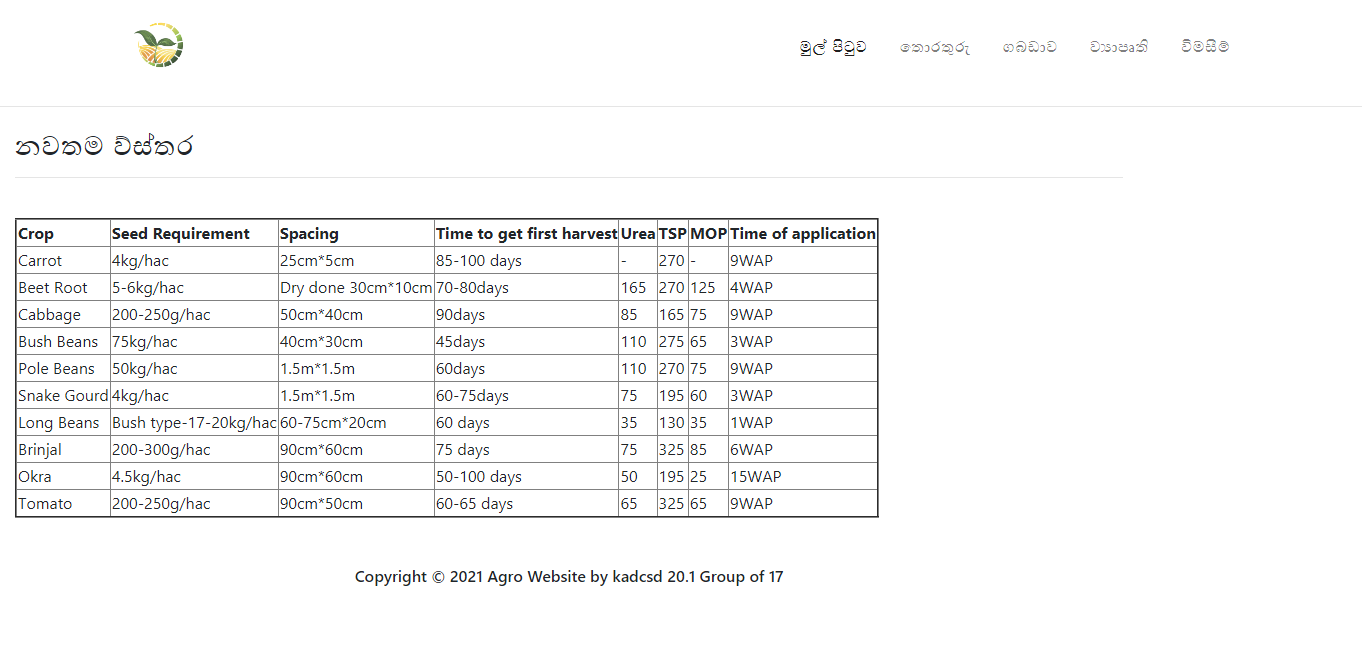 මුල් පිටුව තොරතුරු ගබඩාව ව්‍යාපෘති විමසීම්
නවතම විස්තර
Crop Seed Requirement Spacing Time to get first harvest Urea TSP MOP Time of application
Carrot 4kg/hac 25cm*5cm 85-100 days - 270 - 9WAP
Beet Root 5-6kg/hac Dry done 30cm*10cm 70-80days 165 270 125 4WAP
Cabbage 200-250g/hac 50cm*40cm 90days 85 165 75 9WAP
Bush Beans 75kg/hac 40cm*30cm 45days 110 275 65 3WAP
Pole Beans 50kg/hac 1.5m*1.5m 60days 110 270 75 9WAP
Snake Gourd 4kg/hac 1.5m*1.5m 60-75days 75 195 60 3WAP
Long Beans Bush type-17-20kg/hac 60-75cm*20cm 60 days 35 130 35 1WAP
Brinjal 200-300g/hac 90cm*60cm 75 days 75 325 85 6WAP
Okra 4.5kg/hac 90cm*60cm 50-100 days 50 195 25 15WAP
Tomato 200-250g/hac 90cm*50cm 60-65 days 65 325 65 9WAP
Copyright © 2021 Agro Website by kadcsd 20.1 Group of 17